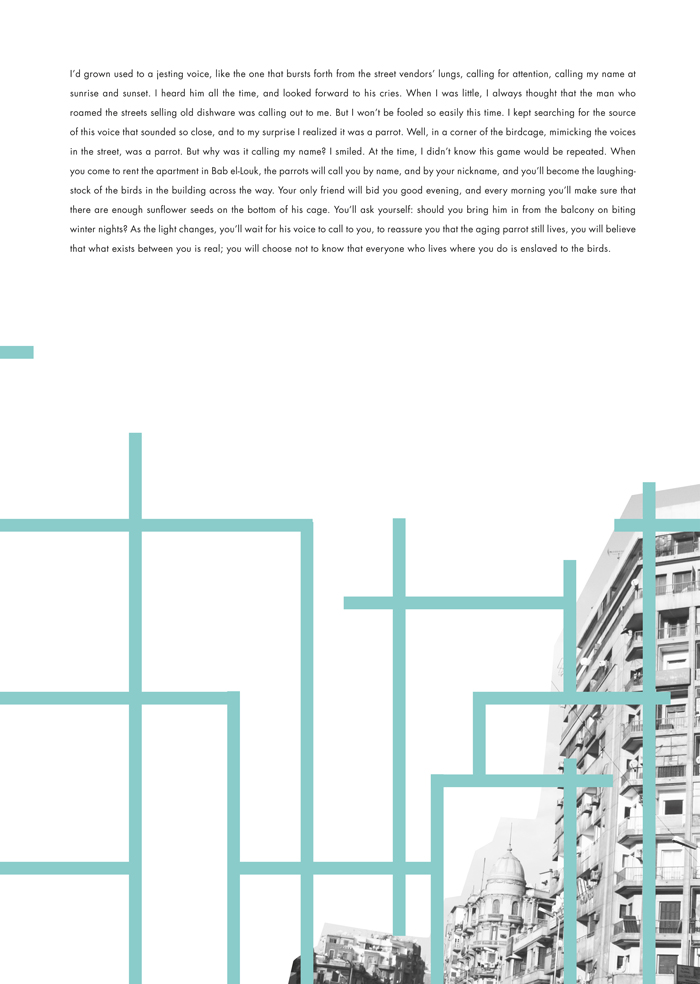 I’d grown used to a jesting voice, like the one that bursts forth from the street vendors’ lungs, calling for attention, calling my name at
sunrise and sunset. I heard him all the time, and looked forward to his cries. When I was little, I always thought that the man who
roamed the streets selling old dishware was calling out to me. But I won’t be fooled so easily this time. I kept searching for the source
of this voice that sounded so close, and to my surprise I realized it was a parrot. Well, in a corner of the birdcage, mimicking the voices
in the street, was a parrot. But why was it calling my name? I smiled. At the time, I didn’t know this game would be repeated. When
you come to rent the apartment in Bab el-Louk, the parrots will call you by name, and by your nickname, and you’ll become the laughing-
stock of the birds in the building across the way. Your only friend will bid you good evening, and every morning you’ll make sure that
there are enough sunflower seeds on the bottom of his cage. You’ll ask yourself: should you bring him in from the balcony on biting
winter nights? As the light changes, you’ll wait for his voice to call to you, to reassure you that the aging parrot still lives, you will believe
that what exists between you is real; you will choose not to know that everyone who lives where you do is enslaved to the birds.